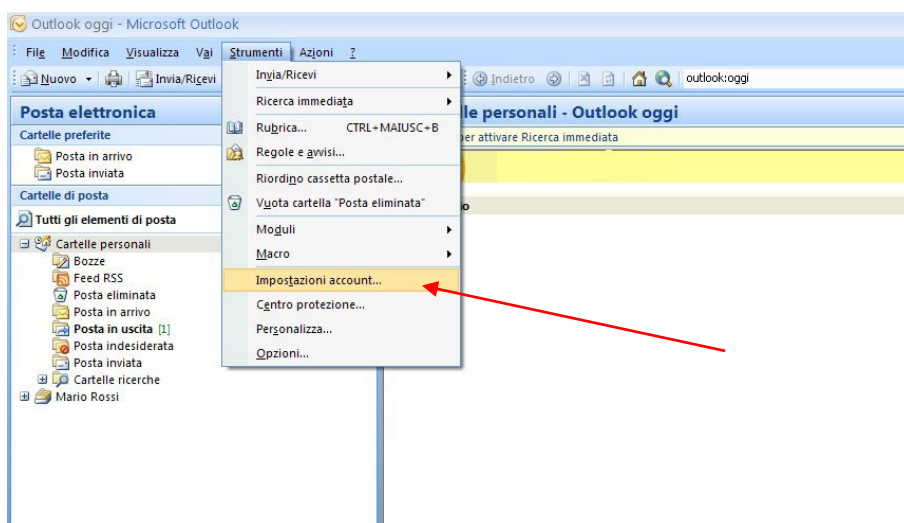 Outlook oggi - Microsoft Outlook
File Modifica Visualizza Vai Strumenti Azioni ?
Nuovo Invia/Ricevi Indietro outlook:oggi
Invia/Ricevi
Ricerca immediata
Rubrica... CTRL+MAIUSC+B
Regole e avvisi...
Riordino cassetta postale...
Vuota cartella "Posta eliminata"
Moduli
Macro
Impostazioni account...
Centro protezione...
Personalizza...
Opzioni...
Posta elettronica
Cartelle preferite
Posta in arrivo
Posta inviata
Cartelle di posta
Tutti gli elementi di posta
Cartelle personali
Bozze
Feed RSS
Posta eliminata
Posta in arrivo
Posta in uscita [1]
Posta indesiderata
Posta inviata
Cartelle ricerche
Mario Rossi
lle personali - Outlook oggi
per attivare Ricerca immediata